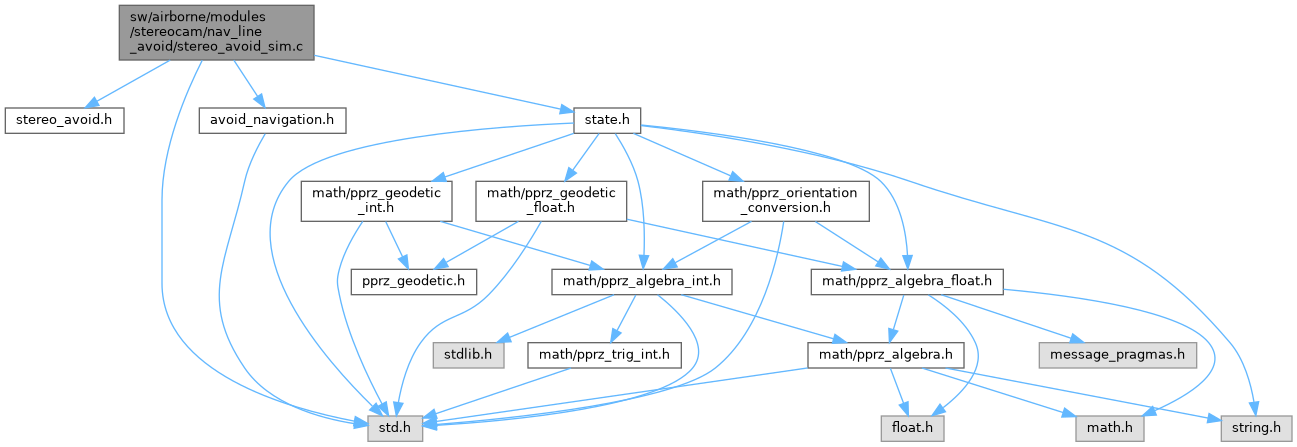 sw/airborne/modules
/stereocam/nav_line
_avoid/stereo_avoid_sim.c
stereo_avoid.h
avoid_navigation.h
state.h
math/pprz_geodetic
_int.h
math/pprz_geodetic
_float.h
math/pprz_orientation
_conversion.h
pprz_geodetic.h
math/pprz_algebra_int.h
math/pprz_algebra_float.h
stdlib.h
math/pprz_trig_int.h
math/pprz_algebra.h
message_pragmas.h
std.h
float.h
math.h
string.h